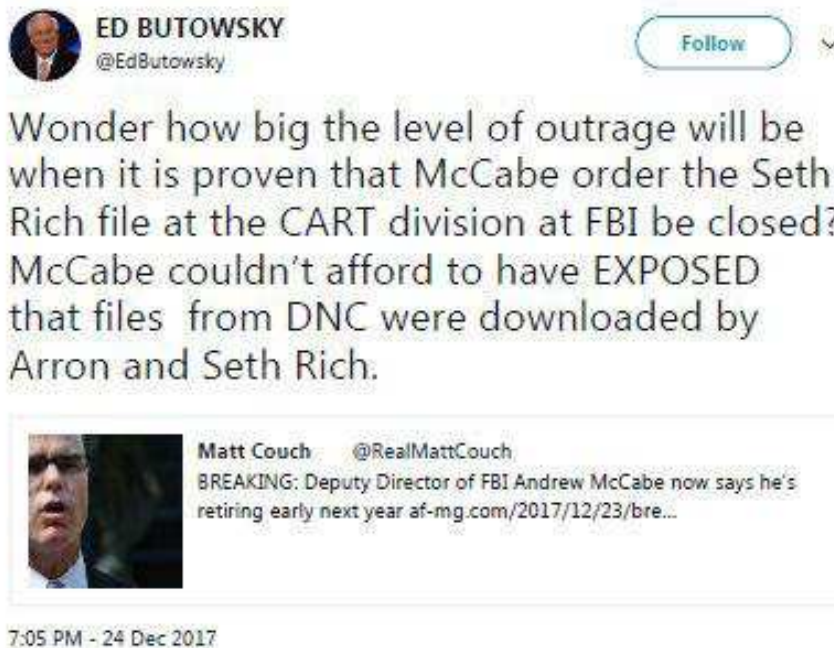 ED BUTOWSKY
@EdButowsky
Follow
Wonder how big the level of outrage will be
when it is proven that McCabe order the Seth
Rich file at the CART division at FBI be closed?
McCabe couldn't afford to have EXPOSED
that files from DNC were downloaded by
Arron and Seth Rich.
Matt Couch @RealMattCouch
BREAKING: Deputy Director of FBI Andrew McCabe now says he's
retiring early next year af-mg.com/2017/12/23/bre...
7:05 PM - 24 Dec 2017